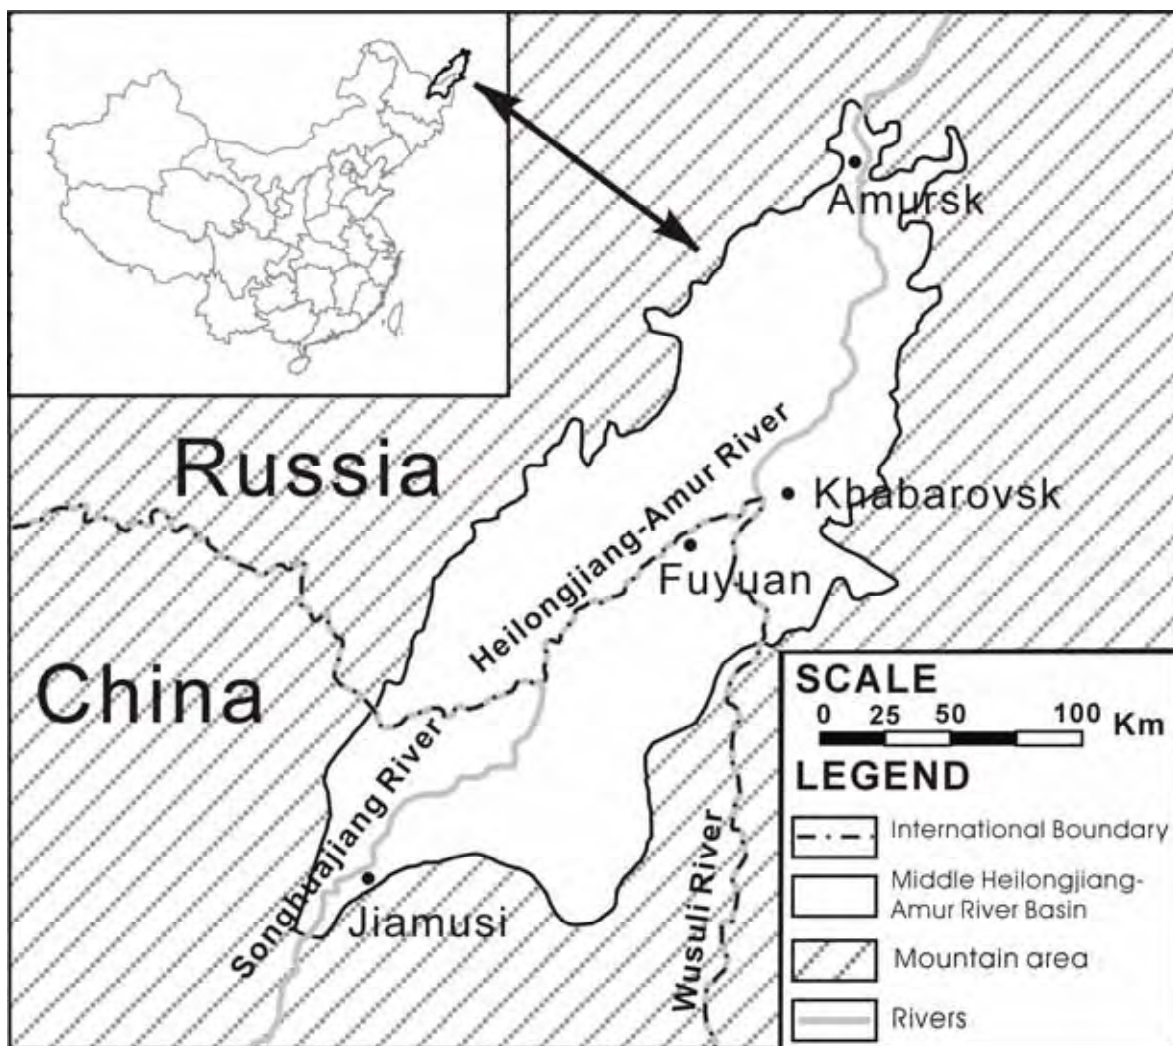 Amursk
Russia
Heilongjiang-Amur River
Khabarovsk
Fuyuan
China
Songhuajiang River
Jiamusi
Wusuli River
SCALE
0 25 50 100 Km
LEGEND
International Boundary
Middle Heilongjiang-
Amur River Basin
Mountain area
Rivers